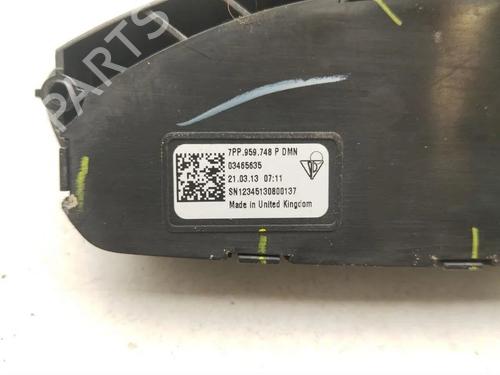 7PP.959.748 P DMN
03465635
21.03.13 07:11
SN12345130800137
Made in United Kingdom
PARTS